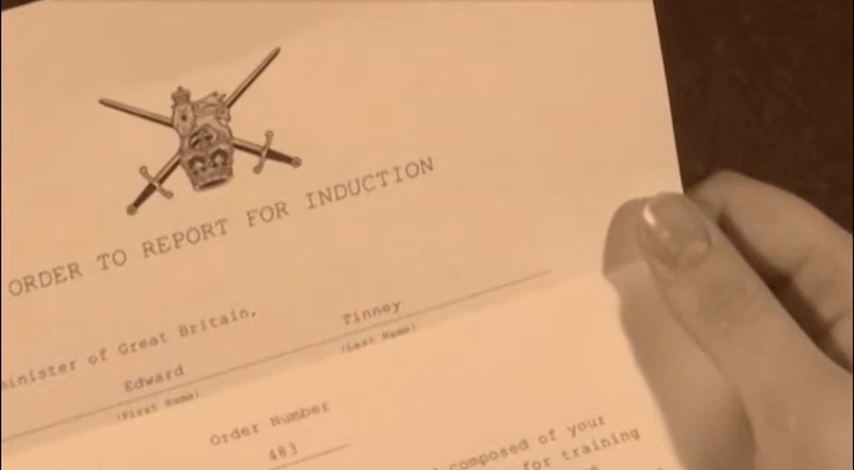 ORDER TO REPORT FOR INDUCTION
minister of Great Britain,
Edward Tinney
(First Name) (Last Name)
Order Number
483
composed of your
for training